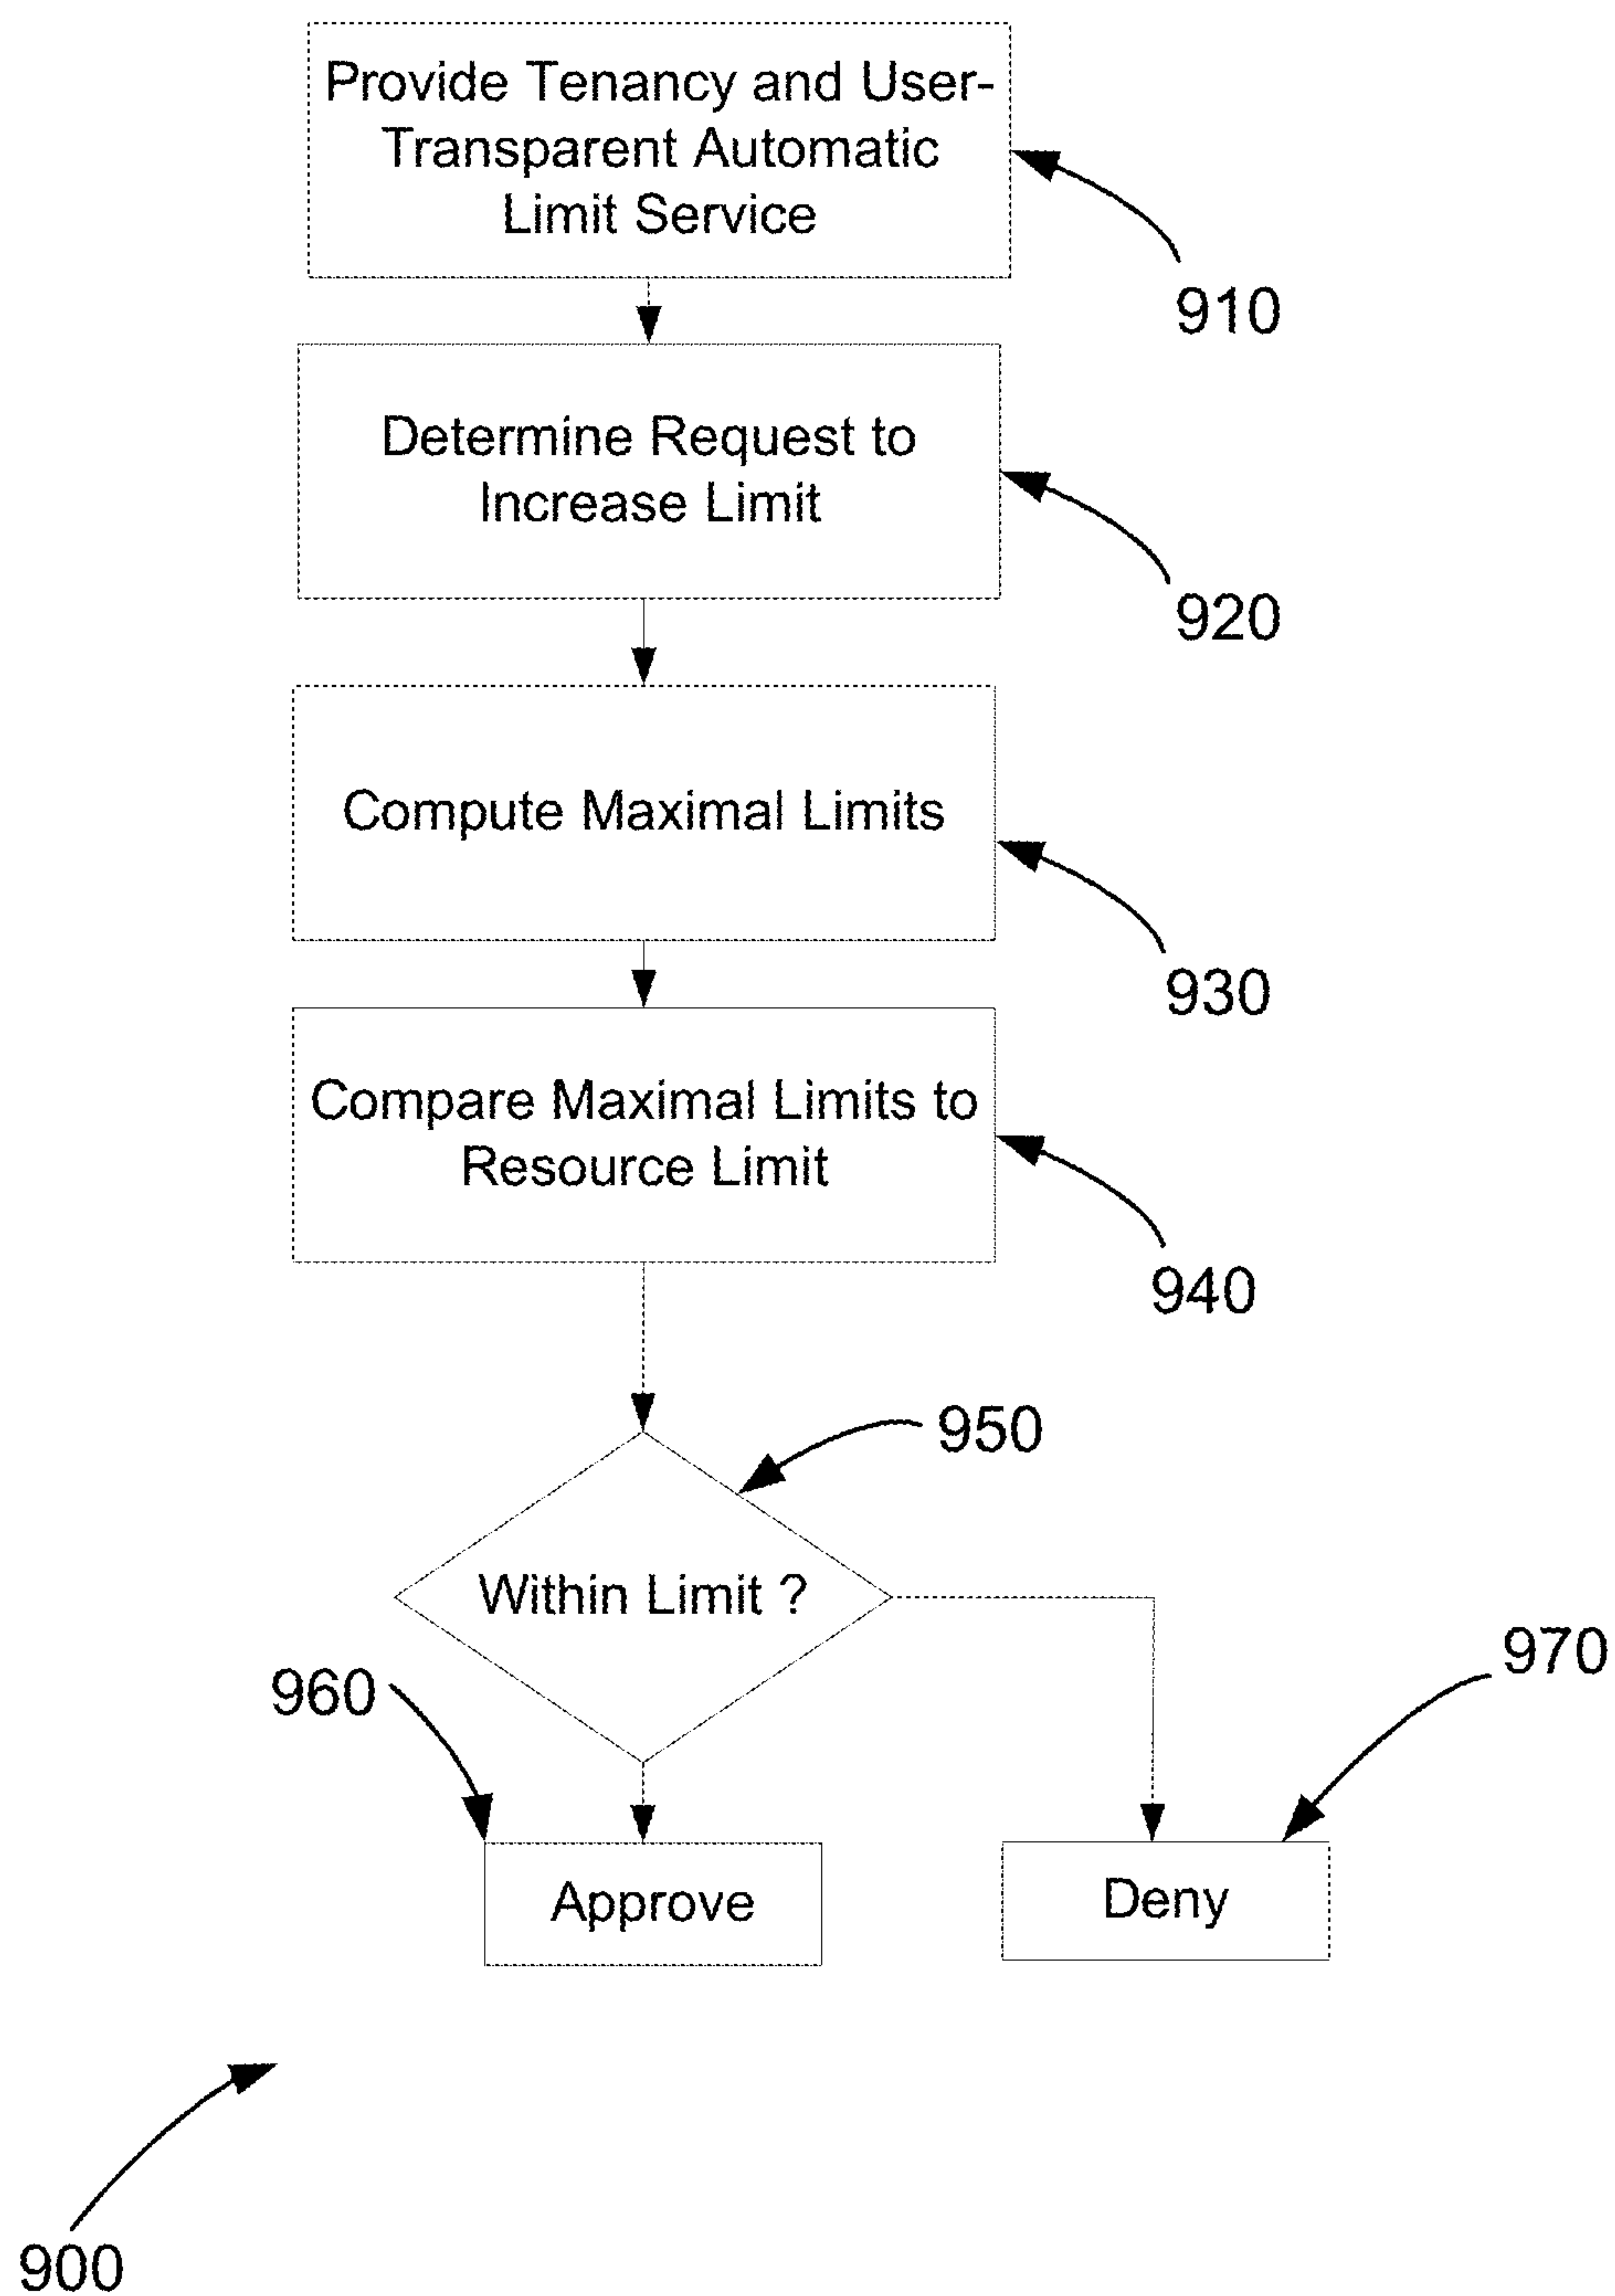 Provide Tenancy and User-
Transparent Automatic
Limit Service
910
Determine Request to
Increase Limit
920
Compute Maximal Limits
930
Compare Maximal Limits to
Resource Limit
940
950
Within Limit ?
960
970
Approve
Deny
900